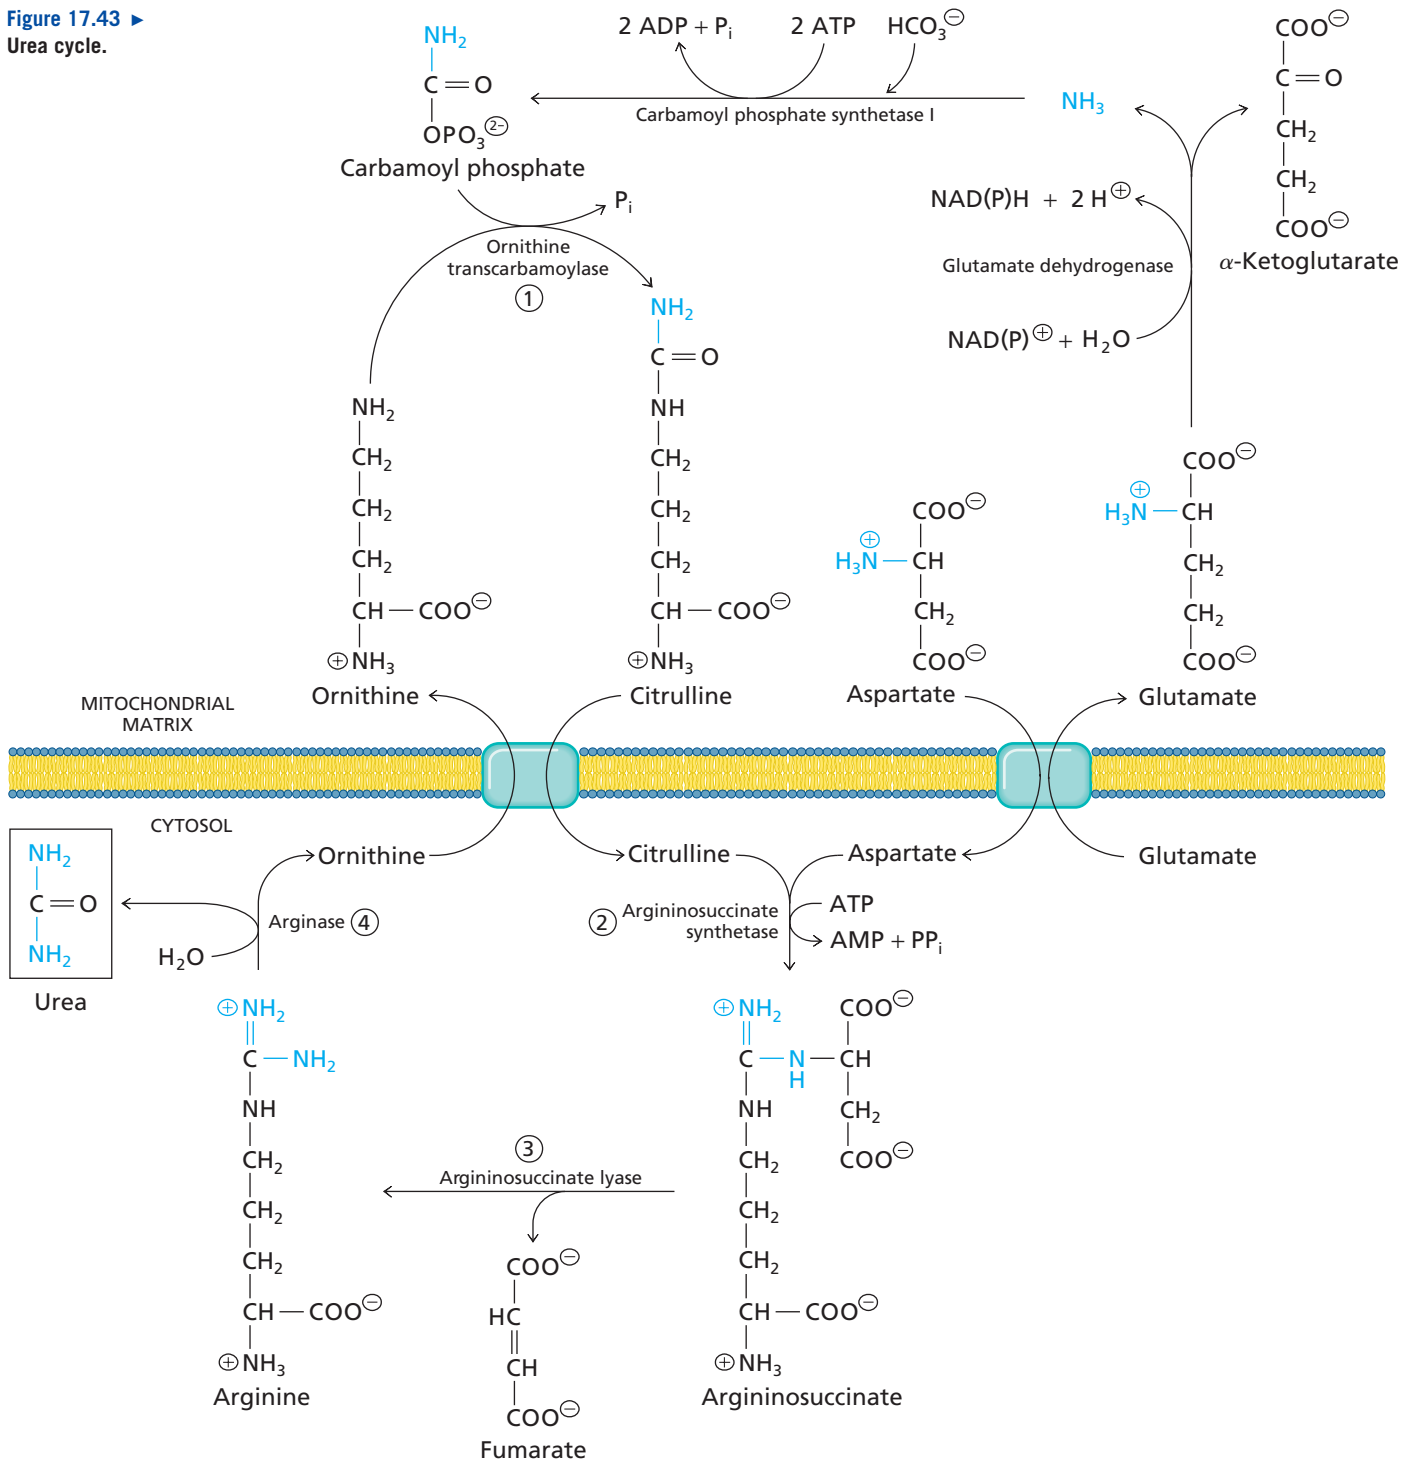 Figure 17.43 ►
Urea cycle.
NH₂
C=O
OPO₃²⁻
Carbamoyl phosphate
2 ADP + Pᵢ
2 ATP
HCO₃⊖
Carbamoyl phosphate synthetase I
NH₃
COO⊖
C=O
CH₂
CH₂
COO⊖
α-Ketoglutarate
Pᵢ
Ornithine
transcarbamoylase
①
NAD(P)H + 2 H⊕
Glutamate dehydrogenase
NAD(P)⊕ + H₂O
NH₂
CH₂
CH₂
CH₂
CH—COO⊖
⊕NH₃
Ornithine
NH₂
C=O
NH
CH₂
CH₂
CH₂
CH—COO⊖
⊕NH₃
Citrulline
COO⊖
⊕
H₃N—CH
CH₂
COO⊖
Aspartate
COO⊖
⊕
H₃N—CH
CH₂
CH₂
COO⊖
Glutamate
MITOCHONDRIAL
MATRIX
CYTOSOL
NH₂
C=O
NH₂
Urea
Ornithine
Citrulline
Aspartate
Glutamate
Arginase ④
H₂O
② Argininosuccinate
synthetase
ATP
AMP + PPᵢ
⊕NH₂
C—NH₂
NH
CH₂
CH₂
CH₂
CH—COO⊖
⊕NH₃
Arginine
③
Argininosuccinate lyase
COO⊖
HC
CH
COO⊖
Fumarate
⊕NH₂
C—N—CH
H
NH
CH₂
CH₂
CH₂
CH—COO⊖
⊕NH₃
COO⊖
CH₂
COO⊖
Argininosuccinate